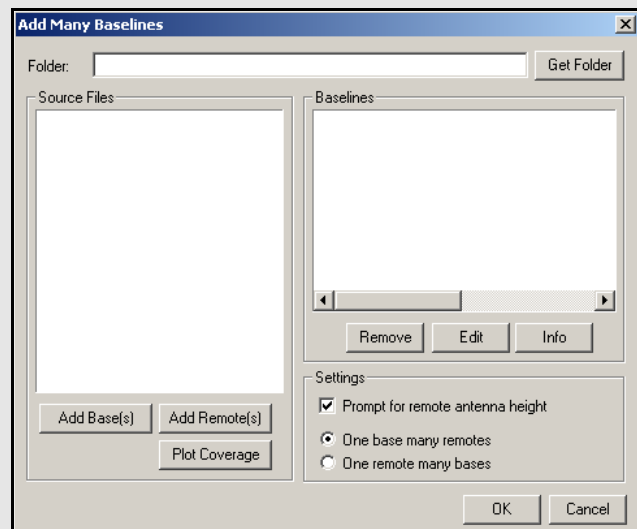 Add Many Baselines
Folder:
Get Folder
Source Files
Add Base(s)
Add Remote(s)
Plot Coverage
Baselines
Remove
Edit
Info
Settings
Prompt for remote antenna height
One base many remotes
One remote many bases
OK
Cancel